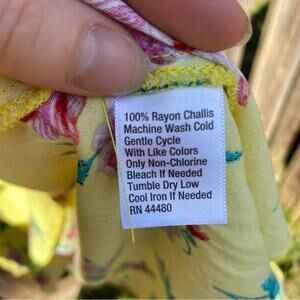 100% Rayon Challis
Machine Wash Cold
Gentle Cycle
With Like Colors
Only Non-Chlorine
Bleach If Needed
Tumble Dry Low
Cool Iron If Needed
RN 44480